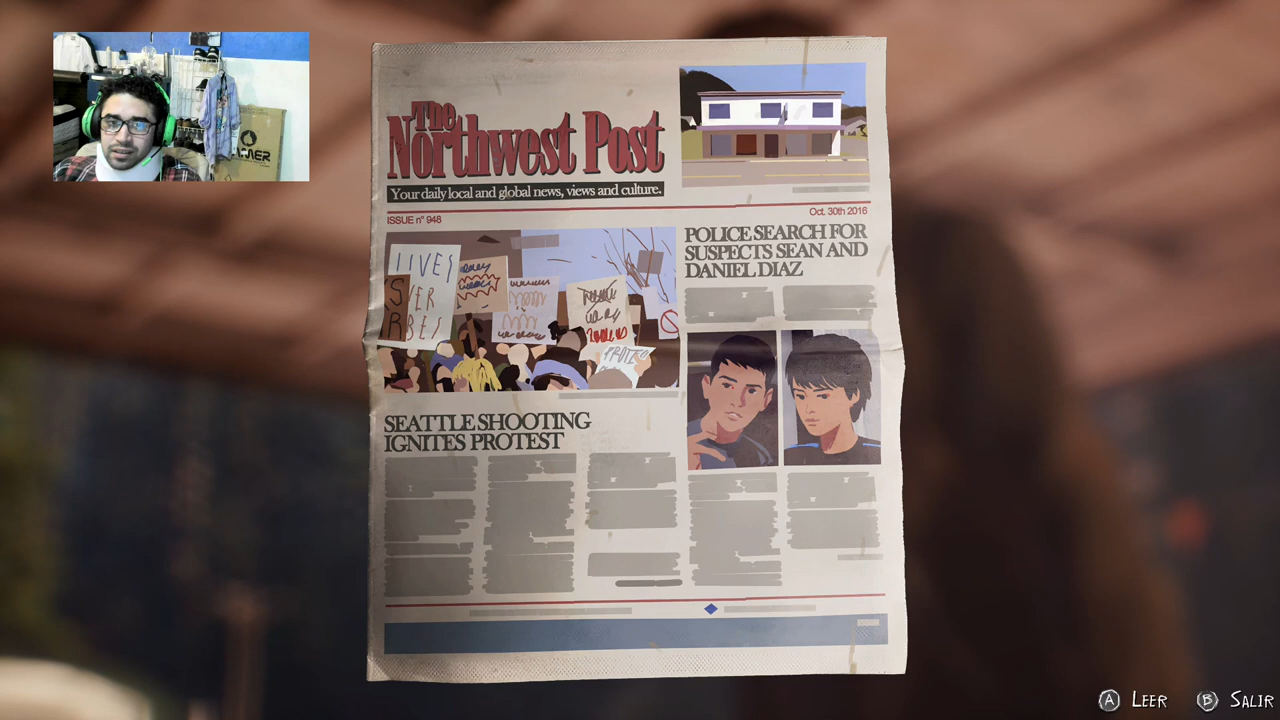 The
Northwest Post
Your daily local and global news, views and culture.
ISSUE n° 948
Oct. 30th 2016
LIVES
POLICE SEARCH FOR
SUSPECTS SEAN AND
DANIEL DIAZ
SEATTLE SHOOTING
IGNITES PROTEST
A LEER
B SALIR